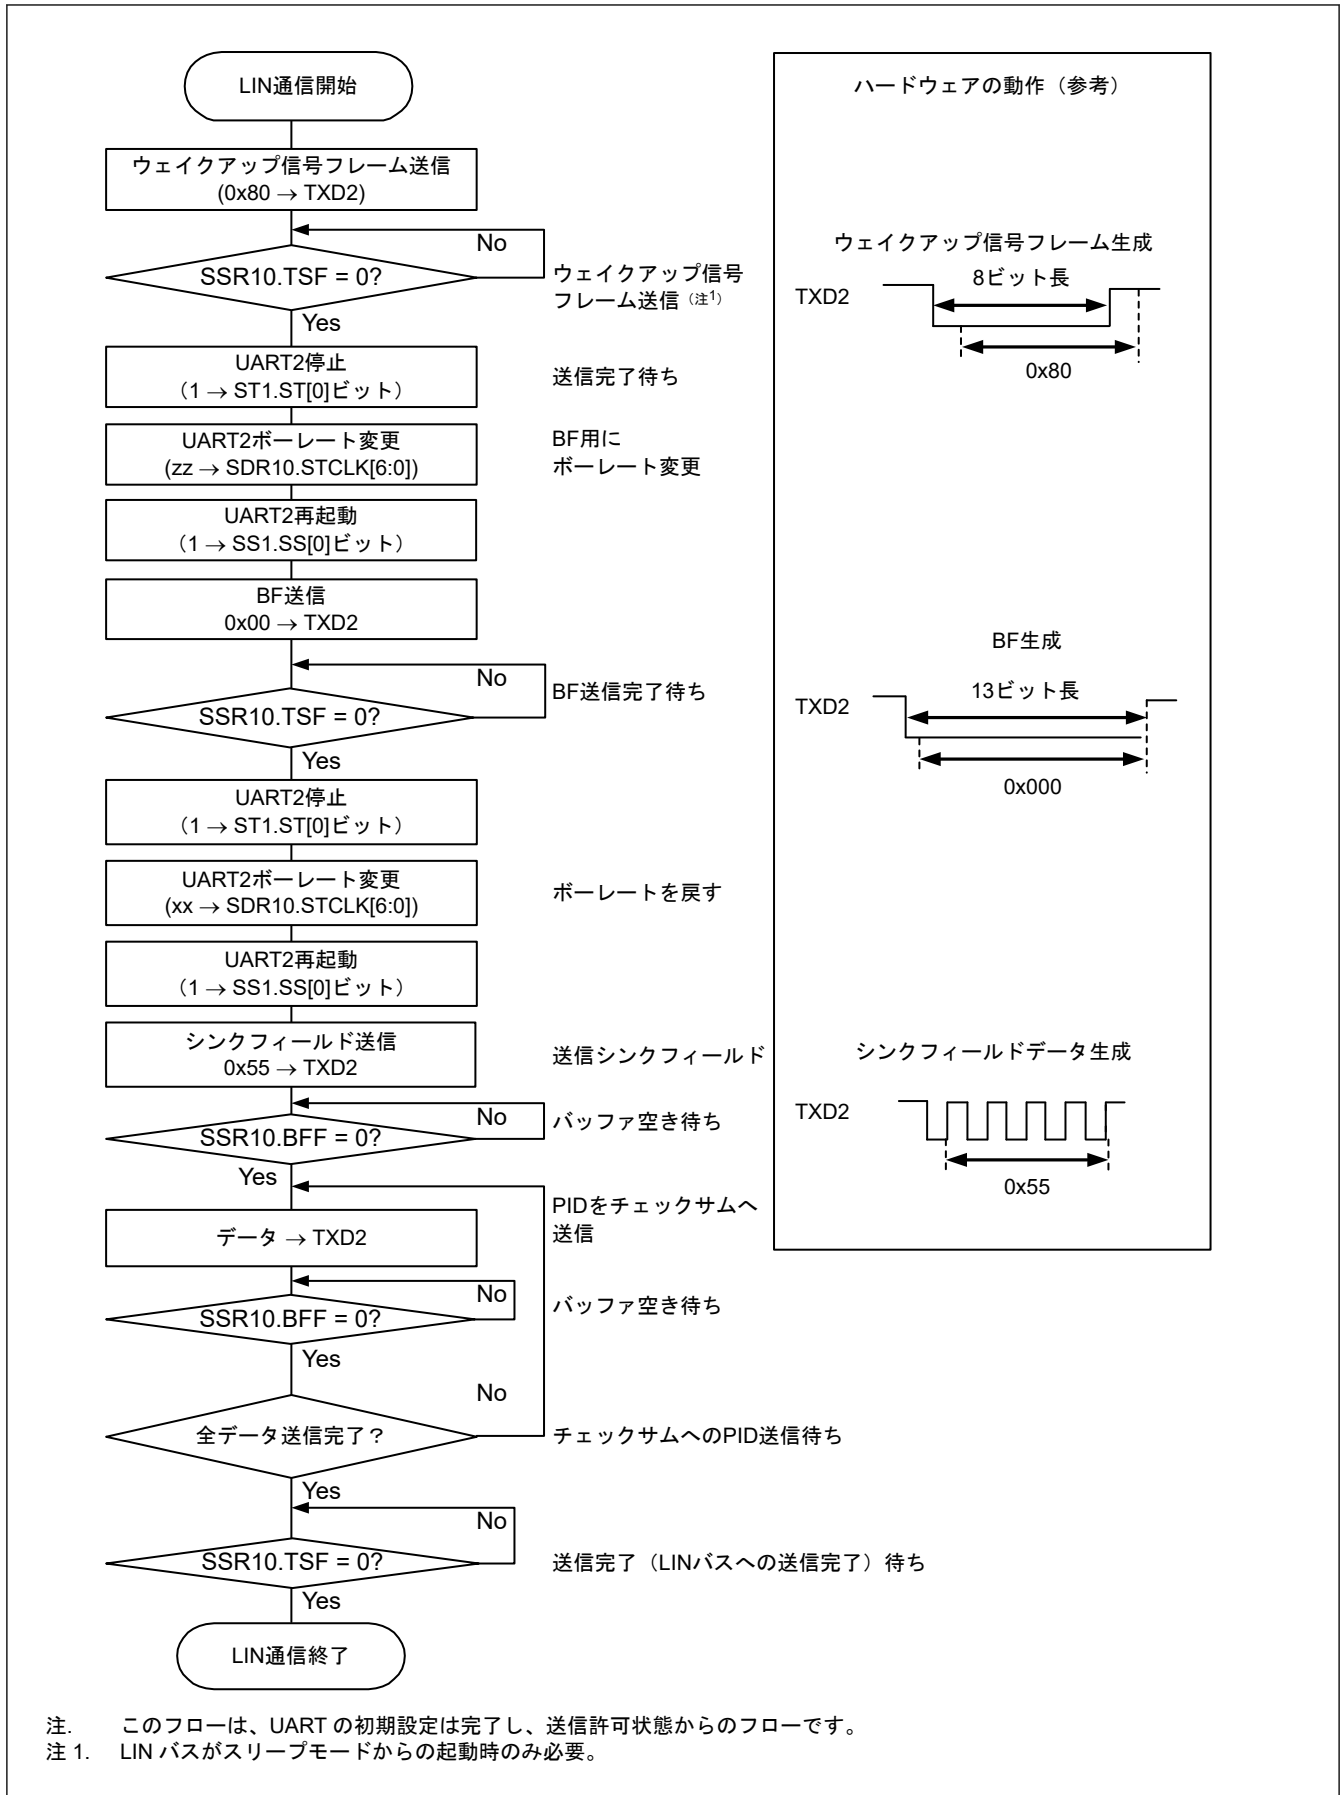 LIN通信開始
ウェイクアップ信号フレーム送信
(0x80 → TXD2)
No
SSR10.TSF = 0?
ウェイクアップ信号
フレーム送信（注1）
Yes
UART2停止
（1 → ST1.ST[0]ビット）
送信完了待ち
UART2ボーレート変更
(zz → SDR10.STCLK[6:0])
BF用に
ボーレート変更
UART2再起動
（1 → SS1.SS[0]ビット）
BF送信
0x00 → TXD2
No
BF送信完了待ち
SSR10.TSF = 0?
Yes
UART2停止
（1 → ST1.ST[0]ビット）
UART2ボーレート変更
(xx → SDR10.STCLK[6:0])
ボーレートを戻す
UART2再起動
（1 → SS1.SS[0]ビット）
シンクフィールド送信
0x55 → TXD2
送信シンクフィールド
No
バッファ空き待ち
SSR10.BFF = 0?
Yes
PIDをチェックサムへ
送信
データ → TXD2
No
バッファ空き待ち
SSR10.BFF = 0?
Yes
No
全データ送信完了？
チェックサムへのPID送信待ち
Yes
No
SSR10.TSF = 0?
送信完了（LINバスへの送信完了）待ち
Yes
LIN通信終了
ハードウェアの動作（参考）
ウェイクアップ信号フレーム生成
8ビット長
TXD2
0x80
BF生成
13ビット長
TXD2
0x000
シンクフィールドデータ生成
TXD2
0x55
注. このフローは、UART の初期設定は完了し、送信許可状態からのフローです。
注 1. LIN バスがスリープモードからの起動時のみ必要。